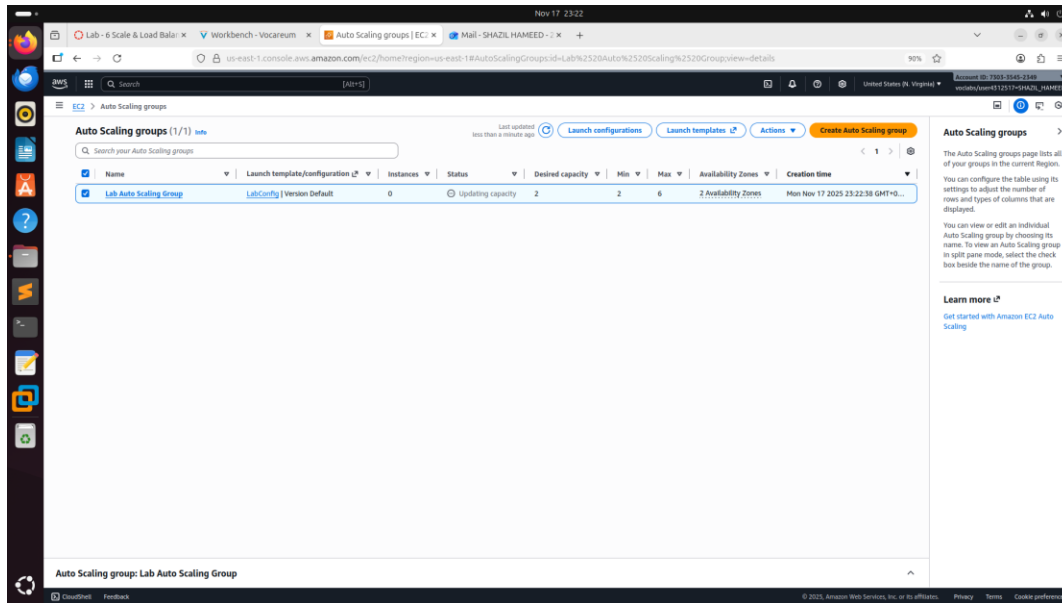 Nov 17 23:22
Lab - 6 Scale & Load Balan ×
Workbench - Vocareum ×
Auto Scaling groups | EC2 ×
Mail - SHAZIL HAMEED - ×
us-east-1.console.aws.amazon.com/ec2/home?region=us-east-1#AutoScalingGroups:id=Lab%2520Auto%2520Scaling%2520Group;view=details
90%
aws
Search [Alt+S]
United States (N. Virginia)
EC2 > Auto Scaling groups
Auto Scaling groups (1/1) Info
Last updated
less than a minute ago
Launch configurations
Launch templates
Actions
Create Auto Scaling group
Search your Auto Scaling groups
< 1 >
Name Launch template/configuration Instances Status Desired capacity Min Max Availability Zones Creation time
Lab Auto Scaling Group LabConfig | Version Default 0 Updating capacity 2 2 6 2 Availability Zones Mon Nov 17 2025 23:22:38 GMT+0...
Auto Scaling groups
The Auto Scaling groups page lists all
of your groups in the current Region.
You can configure the table using its
settings to adjust the number of
rows and types of columns that are
displayed.
You can view or edit an individual
Auto Scaling group by choosing its
name. To view an Auto Scaling group
in split pane mode, select the check
box beside the name of the group.
Learn more
Get started with Amazon EC2 Auto
Scaling
Auto Scaling group: Lab Auto Scaling Group
CloudShell Feedback
© 2025, Amazon Web Services, Inc. or its affiliates. Privacy Terms Cookie preferences